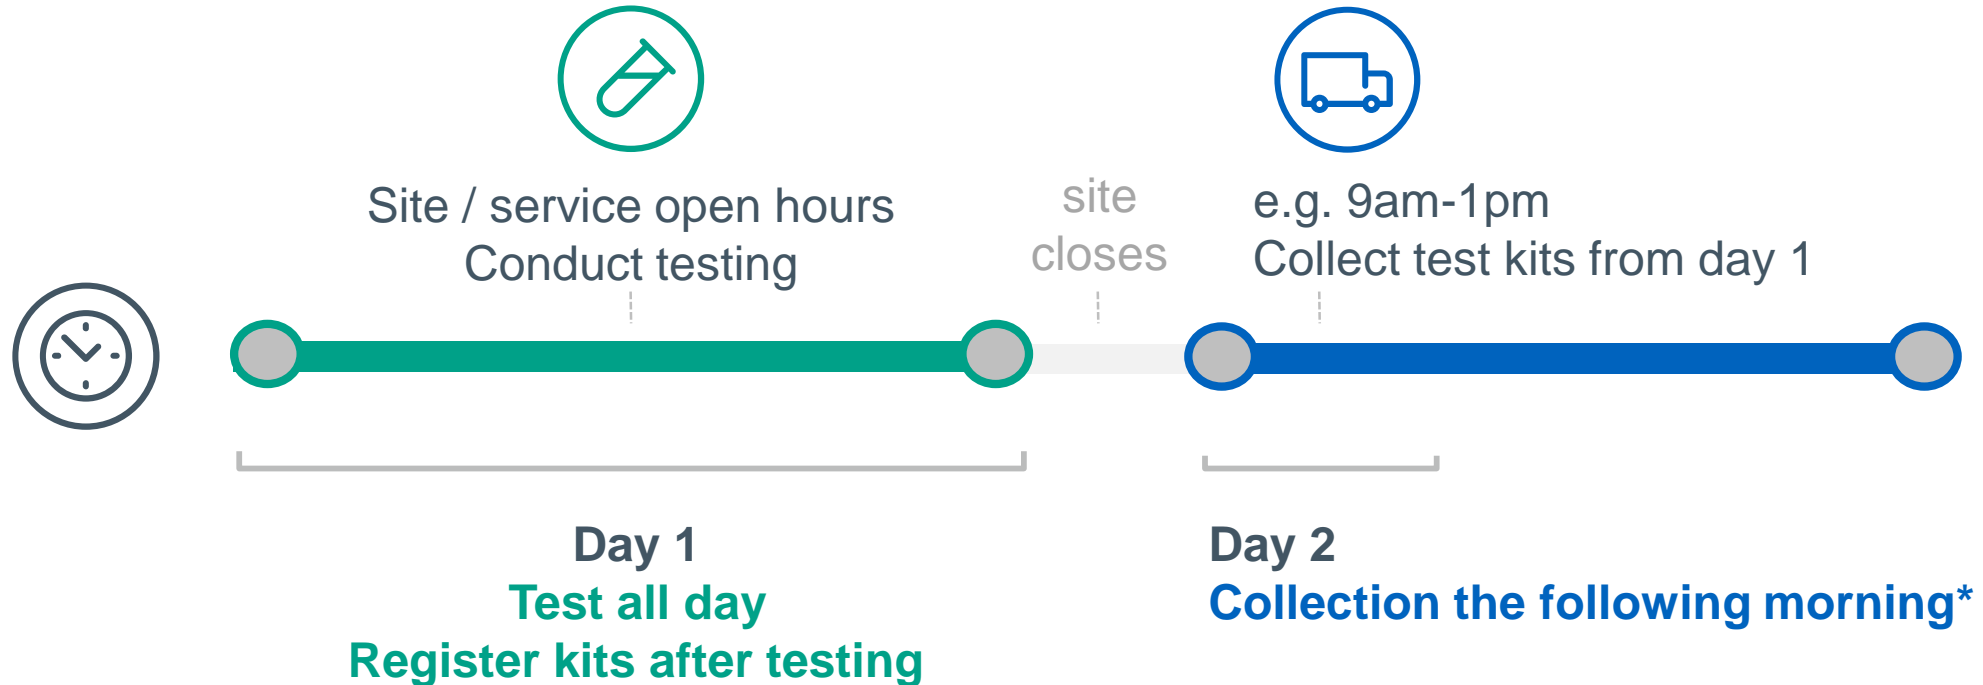 Site / service open hours
Conduct testing
site
closes
e.g. 9am-1pm
Collect test kits from day 1
Day 1
Test all day
Register kits after testing
Day 2
Collection the following morning*